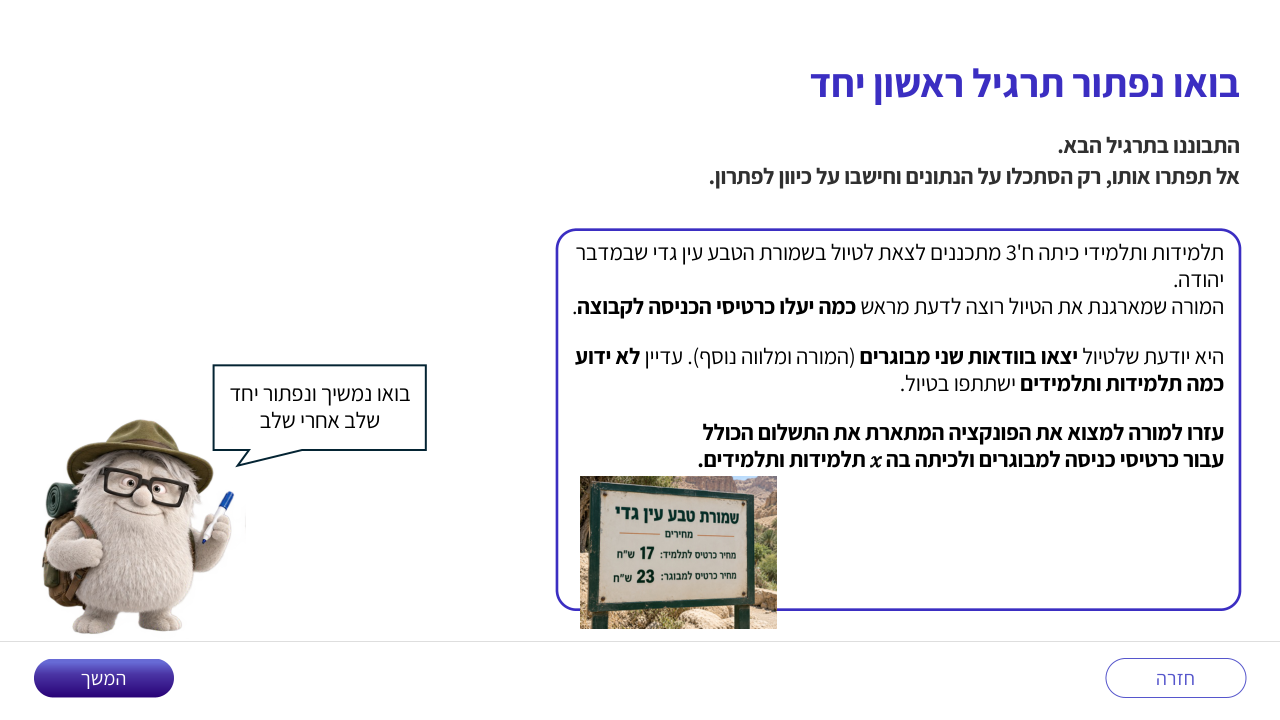 בואו נפתור תרגיל ראשון יחד
התבוננו בתרגיל הבא.
אל תפתרו אותו, רק הסתכלו על הנתונים וחישבו על כיוון לפתרון.
תלמידות ותלמידי כיתה ח'3 מתכננים לצאת לטיול בשמורת הטבע עין גדי שבמדבר
יהודה.
המורה שמארגנת את הטיול רוצה לדעת מראש כמה יעלו כרטיסי הכניסה לקבוצה.
היא יודעת שלטיול יצאו בוודאות שני מבוגרים (המורה ומלווה נוסף). עדיין לא ידוע
כמה תלמידות ותלמידים ישתתפו בטיול.
עזרו למורה למצוא את הפונקציה המתארת את התשלום הכולל
עבור כרטיסי כניסה למבוגרים ולכיתה בה x תלמידות ותלמידים.
שמורת טבע עין גדי
מחירים
מחיר כרטיס לתלמיד: 17 ש"ח
מחיר כרטיס למבוגר: 23 ש"ח
בואו נמשיך ונפתור יחד
שלב אחרי שלב
חזרה
המשך